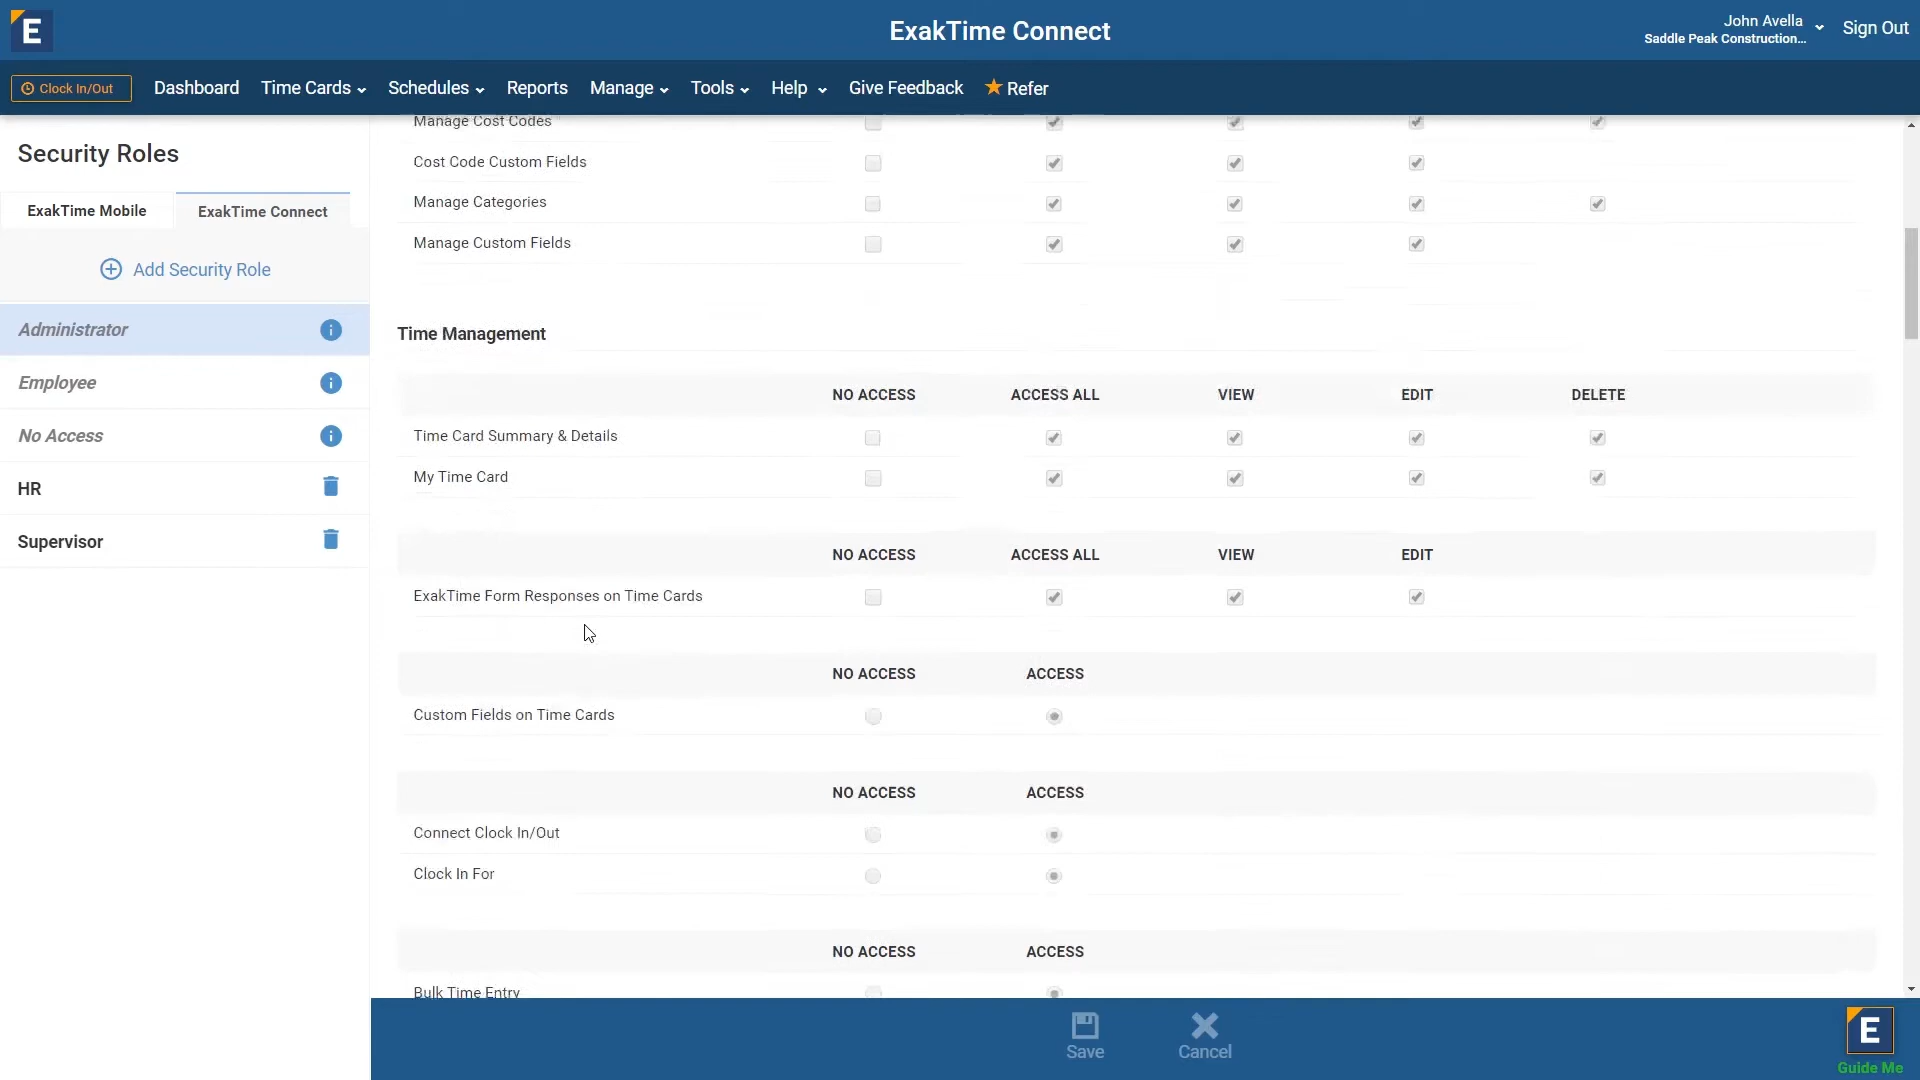 E
ExakTime Connect
John Avella
Saddle Peak Construction...
Sign Out
Clock In/Out
Dashboard
Time Cards
Schedules
Reports
Manage
Tools
Help
Give Feedback
Refer
Security Roles
ExakTime Mobile
ExakTime Connect
Add Security Role
Administrator
Employee
No Access
HR
Supervisor
Manage Cost Codes
Cost Code Custom Fields
Manage Categories
Manage Custom Fields
Time Management
NO ACCESS ACCESS ALL VIEW EDIT DELETE
Time Card Summary & Details
My Time Card
NO ACCESS ACCESS ALL VIEW EDIT
ExakTime Form Responses on Time Cards
NO ACCESS ACCESS
Custom Fields on Time Cards
NO ACCESS ACCESS
Connect Clock In/Out
Clock In For
NO ACCESS ACCESS
Bulk Time Entry
Save
Cancel
E
Guide Me